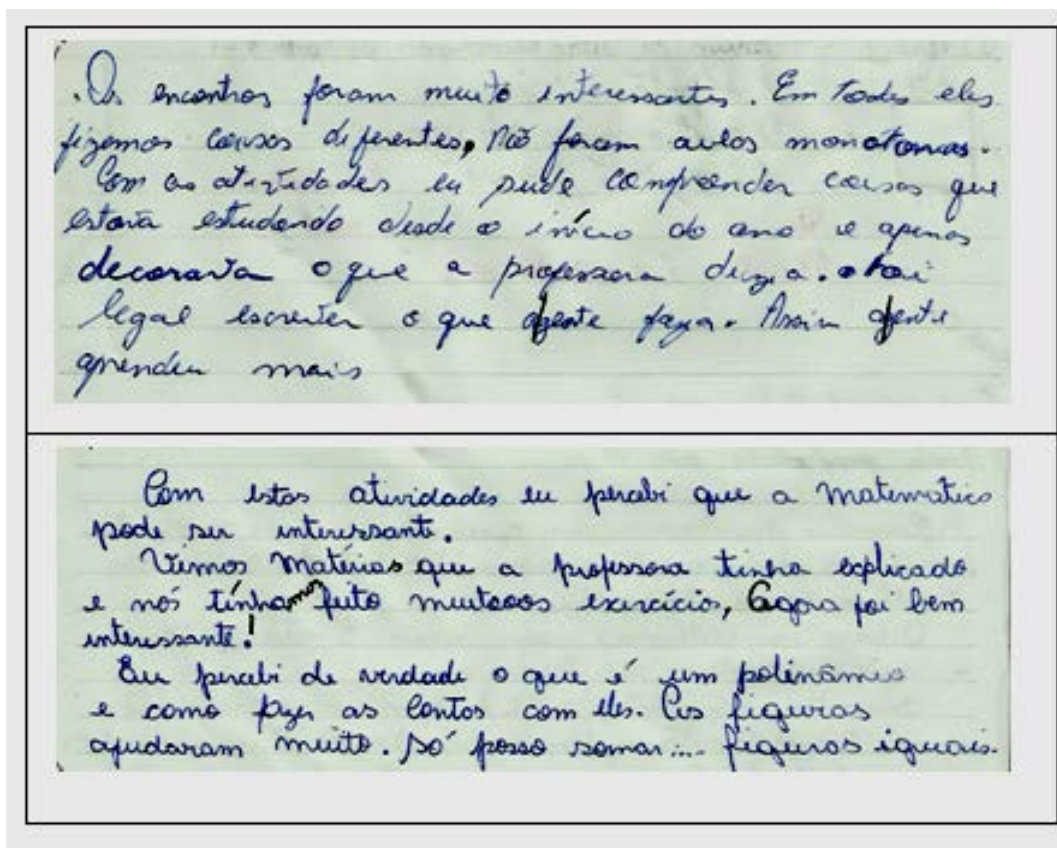 .Os encontros foram muito interessantes. Em todos eles
fizemos coisas diferentes, não foram aulas monotonas.
Com as atividades eu pude compreender coisas que
estava estudando desde o início do ano e apenas
decorava o que a professora dizia. Foi
legal escrever o que agente fazia. Assim agente
aprendeu mais
Com estas atividades eu percebi que a matematica
pode ser interessante.
Vimos matérias que a professora tinha explicado
e nós tínhamos feito muitooos exercícios, Agora foi bem
interessante!
Eu percebi de verdade o que é um polinâmio
e como fazer as contas com eles. As figuras
ajudaram muito. Só posso somar.... figuras iguais.